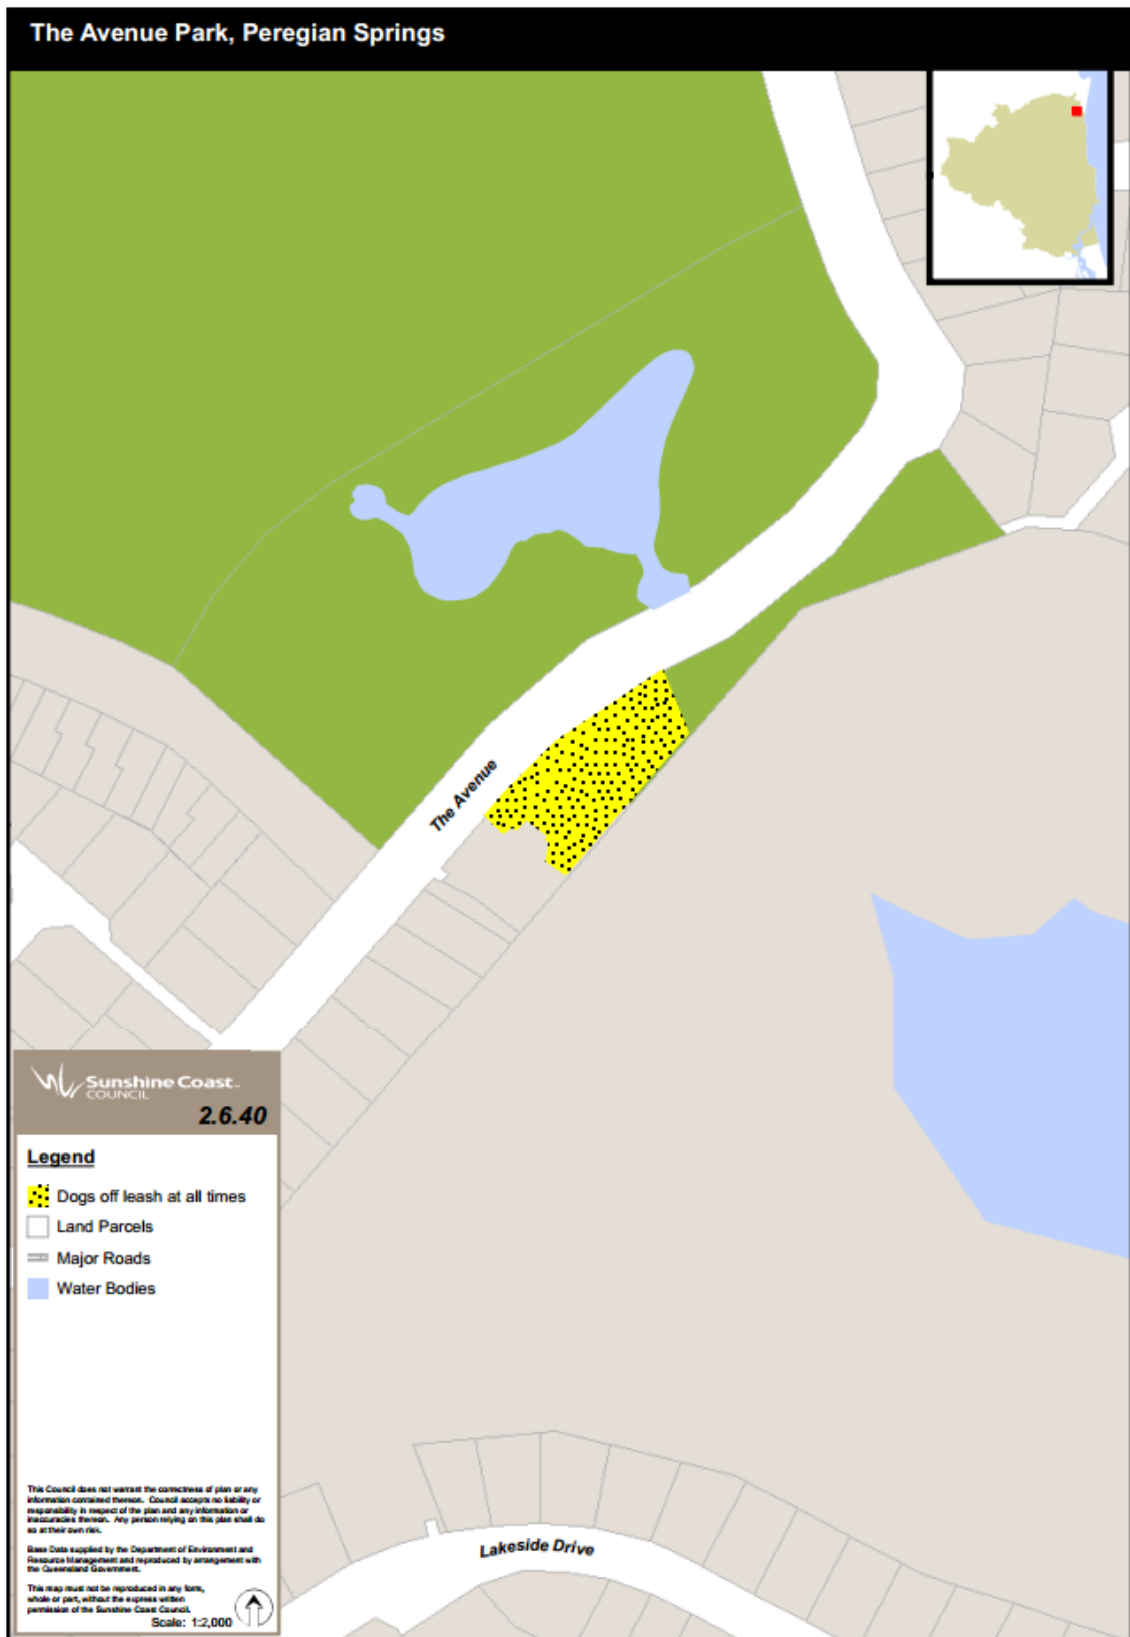 The Avenue Park, Peregian Springs
The Avenue
Sunshine Coast
COUNCIL
2.6.40
Legend
Dogs off leash at all times
Land Parcels
Major Roads
Water Bodies
This Council does not warrant the correctness of plan or any
information contained thereon. Council accepts no liability or
responsibility in respect of the plan and any information or
inaccuracies thereon. Any person relying on this plan shall do
so at their own risk.
Base Data supplied by the Department of Environment and
Resource Management and reproduced by arrangement with
the Queensland Government.
This map must not be reproduced in any form,
whole or part, without the express written
permission of the Sunshine Coast Council.
Scale: 1:2,000
Lakeside Drive